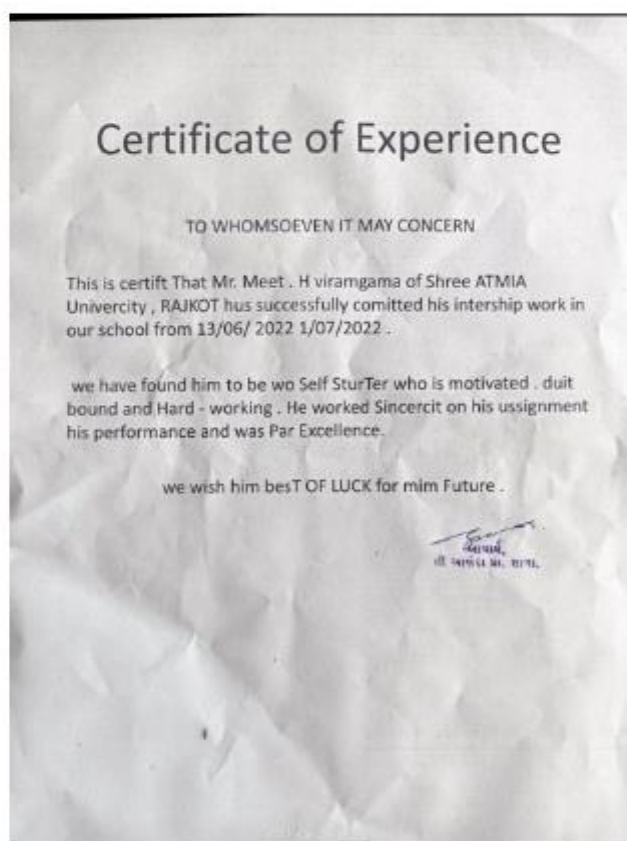 Certificate of Experience
TO WHOMSOEVEN IT MAY CONCERN
This is certift That Mr. Meet . H viramgama of Shree ATMIA
Univercity , RAJKOT hus successfully comitted his intership work in
our school from 13/06/ 2022 1/07/2022 .
we have found him to be wo Self SturTer who is motivated . duit
bound and Hard - working . He worked Sincercit on his ussignment
his performance and was Par Excellence.
we wish him besT OF LUCK for mim Future .
આચાર્ય,